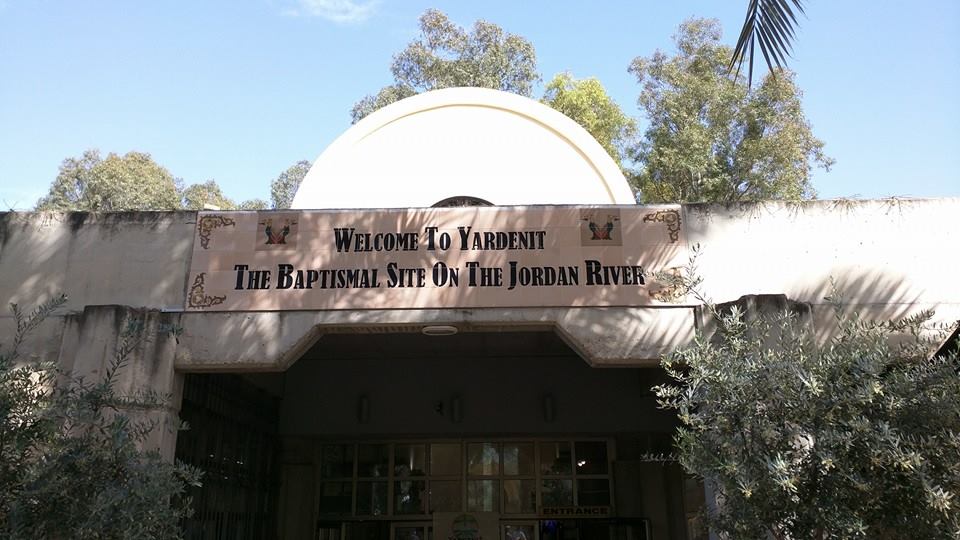 Welcome To Yardenit
The Baptismal Site On The Jordan River
ENTRANCE